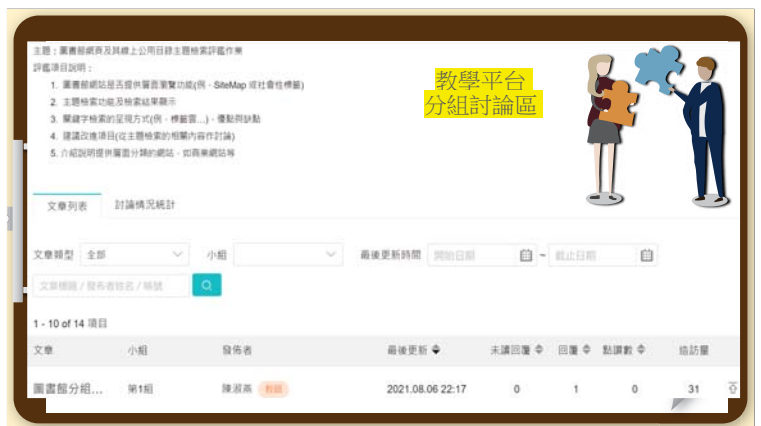 主題：圖書館網頁及其線上公用目錄主題檢索評鑑作業
評鑑項目說明：
1. 圖書館網站是否提供層面瀏覽功能(例，SiteMap 或社會性標籤)
2. 主題檢索功能及檢索結果顯示
3. 關鍵字檢索的呈現方式(例，標籤雲...)，優點與缺點
4. 建議改進項目(從主題檢索的相關內容作討論)
5. 介紹說明提供層面分類的網站，如商業網站等
教學平台
分組討論區
文章列表 討論情況統計
文章類型 全部 小組 最後更新時間 開始日期 ~ 截止日期
文章標題 / 發布者姓名 / 帳號
1 - 10 of 14 項目
文章 小組 發佈者 最後更新 未讀回覆 回覆 點讚數 造訪量
圖書館分組... 第1組 陳淑燕 教師 2021.08.06 22:17 0 1 0 31